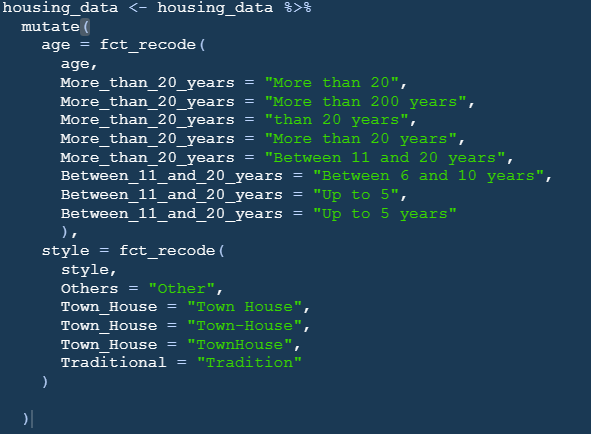 housing_data <- housing_data %>%
  mutate(
    age = fct_recode(
      age,
      More_than_20_years = "More than 20",
      More_than_20_years = "More than 200 years",
      More_than_20_years = "than 20 years",
      More_than_20_years = "More than 20 years",
      More_than_20_years = "Between 11 and 20 years",
      Between_11_and_20_years = "Between 6 and 10 years",
      Between_11_and_20_years = "Up to 5",
      Between_11_and_20_years = "Up to 5 years"
      ),
    style = fct_recode(
      style,
      Others = "Other",
      Town_House = "Town House",
      Town_House = "Town-House",
      Town_House = "TownHouse",
      Traditional = "Tradition"
    )
  )